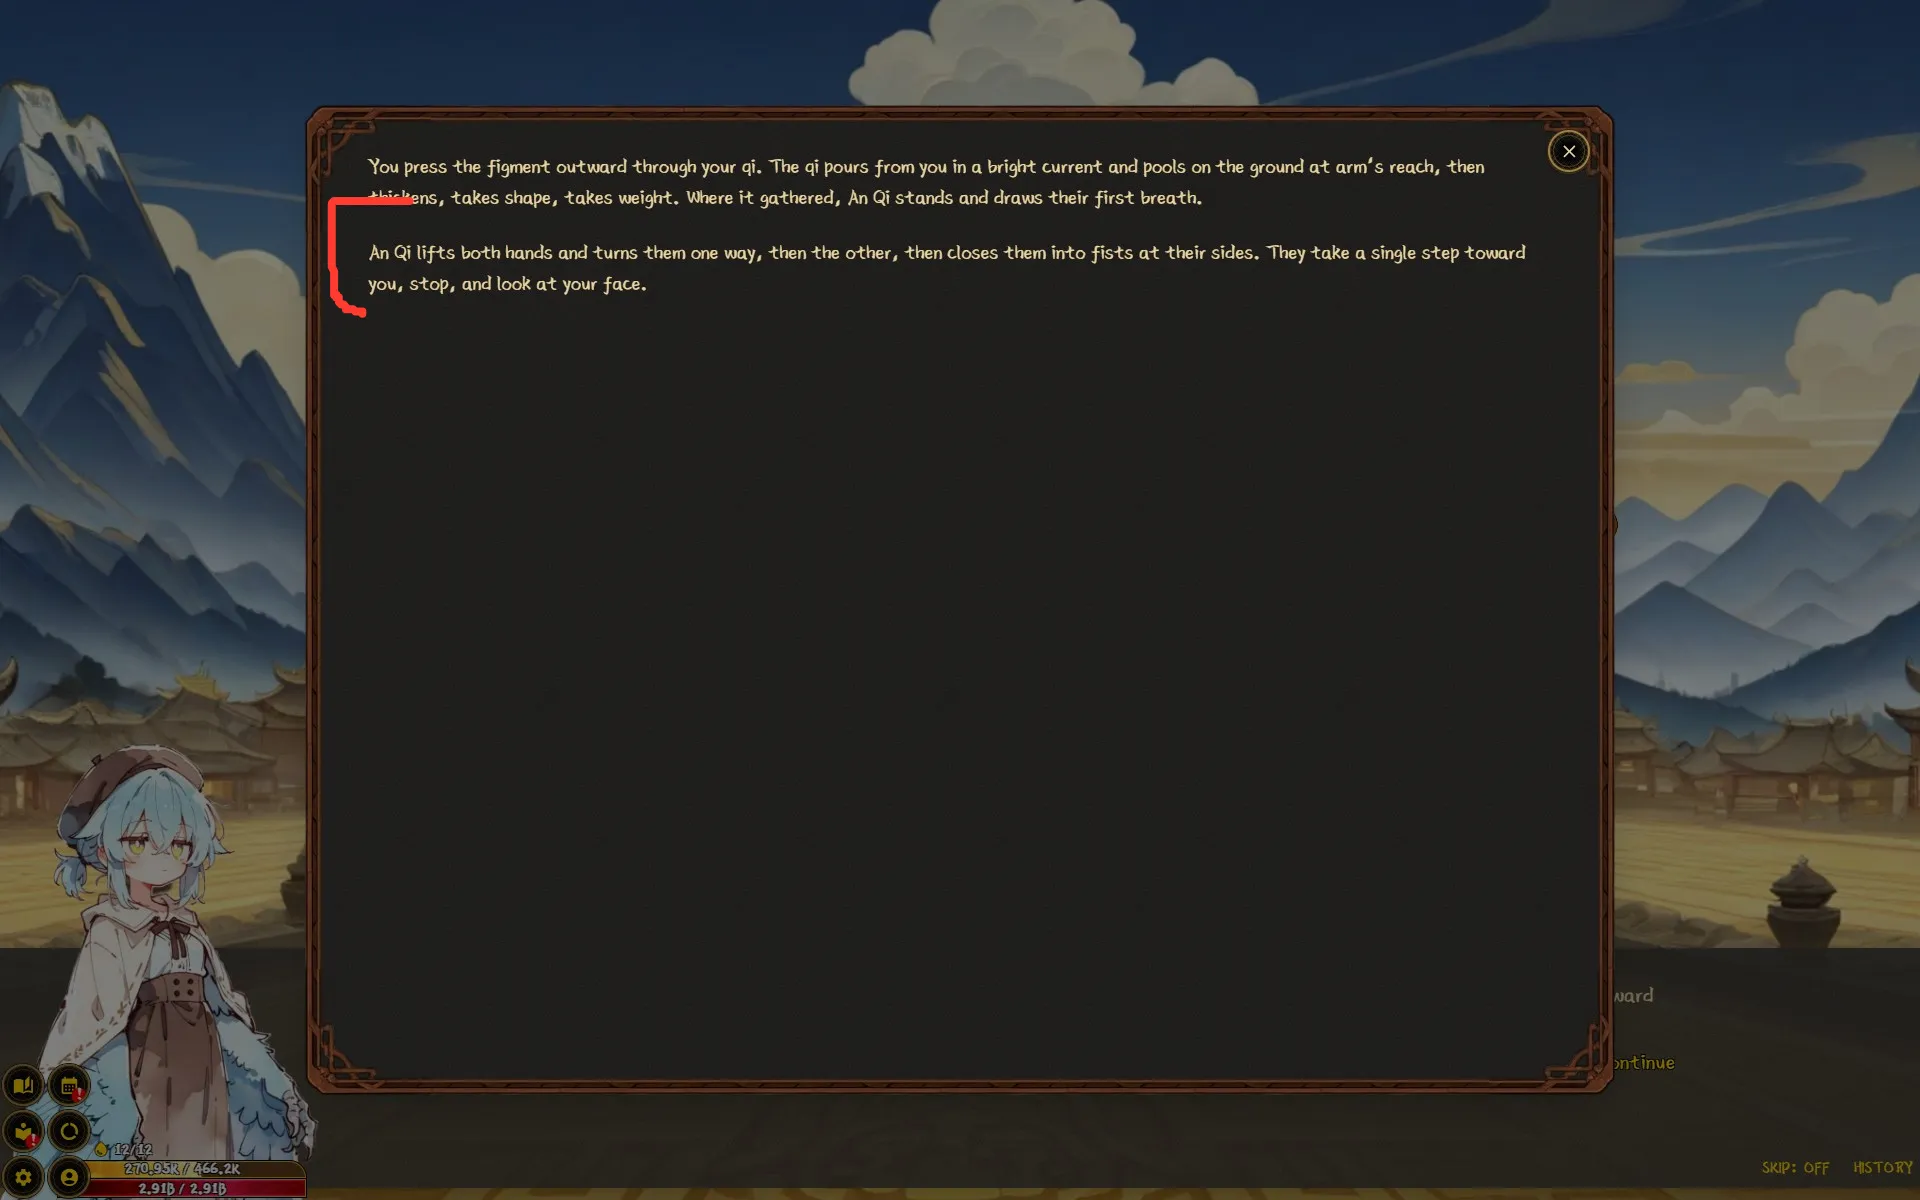 You press the figment outward through your qi. The qi pours from you in a bright current and pools on the ground at arm's reach, then
thickens, takes shape, takes weight. Where it gathered, An Qi stands and draws their first breath.
An Qi lifts both hands and turns them one way, then the other, then closes them into fists at their sides. They take a single step toward
you, stop, and look at your face.
ward
ontinue
12/12
270.95K / 466.2K
2.91B / 2.91B
SKIP: OFF HISTORY